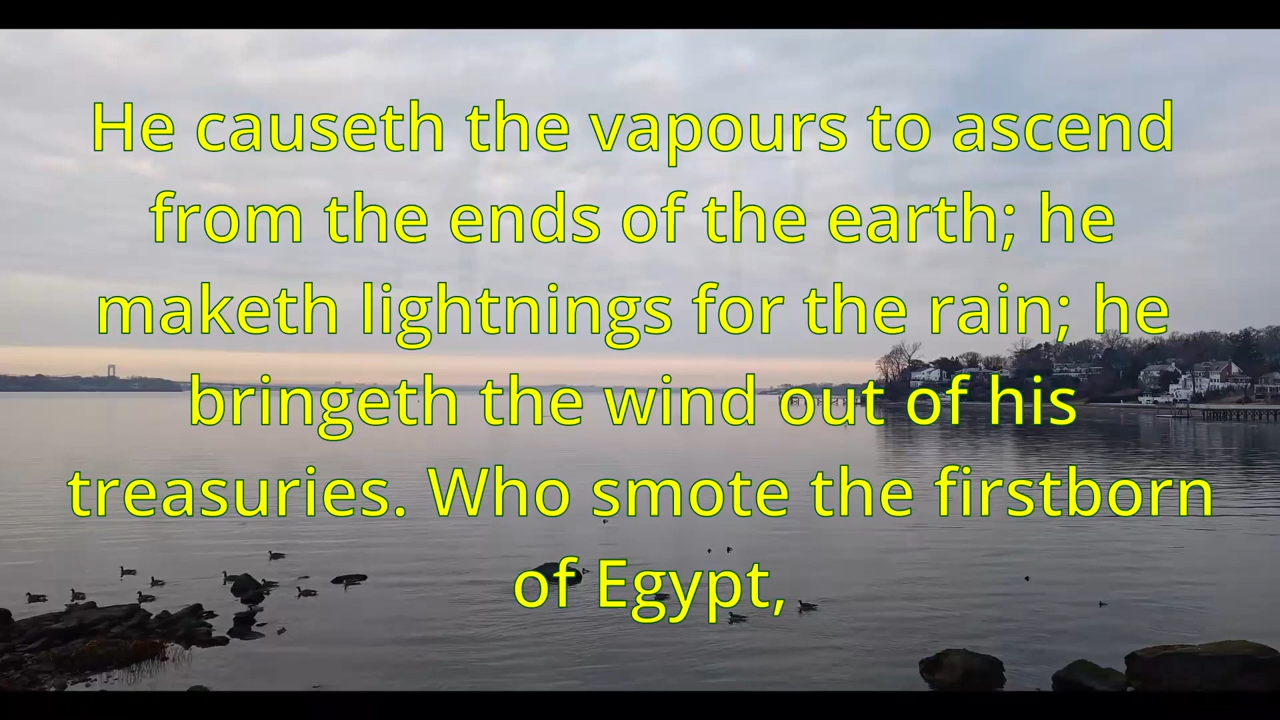 He causeth the vapours to ascend
from the ends of the earth; he
maketh lightnings for the rain; he
bringeth the wind out of his
treasuries. Who smote the firstborn
of Egypt,